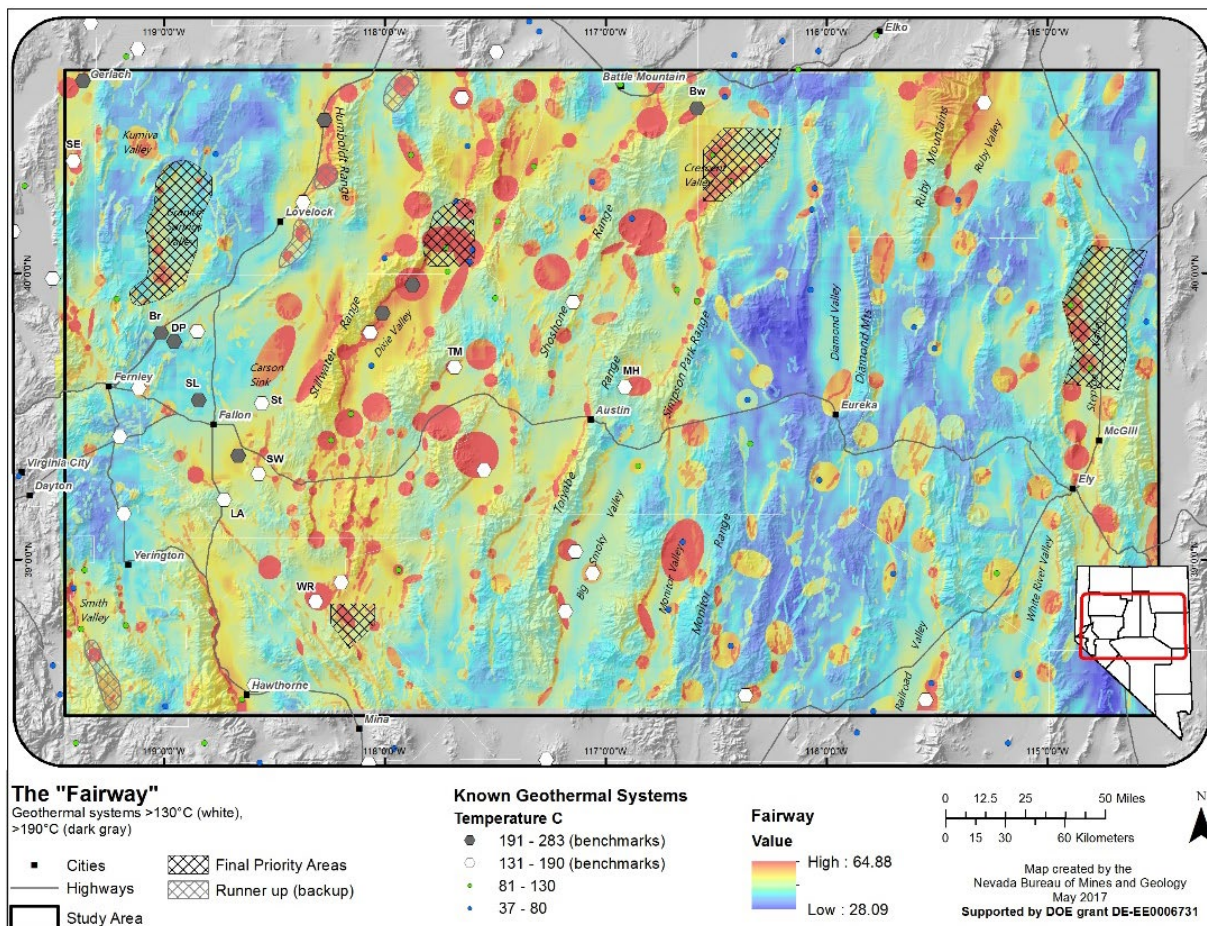 119°0'0"W
118°0'0"W
117°0'0"W
116°0'0"W
115°0'0"W
Elko
Gerlach
Battle Mountain
Bw
SE
Kumiva
Valley
Humboldt Range
Ruby Mountains
Ruby Valley
Crescent
Valley
Granite
Springs
Valley
Lovelock
Range
40°0'0"N
40°0'0"N
Br
DP
Stillwater Range
Dixie Valley
Shoshone
Range
Simpson Park Range
Diamond Valley
Diamond Mts
Carson
Sink
TM
MH
Fernley
SL
St
Steptoe Valley
Fallon
Austin
Eureka
McGill
SW
Virginia City
Dayton
LA
Ely
Toiyabe
Big Smoky Valley
Monitor Valley
Monitor Range
39°0'0"N
39°0'0"N
Yerington
WR
White River Valley
Smith
Valley
Railroad Valley
Hawthorne
Mina
119°0'0"W
118°0'0"W
117°0'0"W
118°0'0"W
115°0'0"W
The "Fairway"
Geothermal systems >130°C (white),
>190°C (dark gray)
Cities
Highways
Study Area
Final Priority Areas
Runner up (backup)
Known Geothermal Systems
Temperature C
191 - 283 (benchmarks)
131 - 190 (benchmarks)
81 - 130
37 - 80
Fairway
Value
High : 64.88
Low : 28.09
0 12.5 25 50 Miles
0 15 30 60 Kilometers
N
Map created by the
Nevada Bureau of Mines and Geology
May 2017
Supported by DOE grant DE-EE0006731